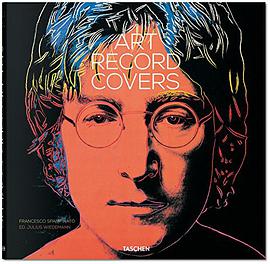 ART
RECORD
COVERS
FRANCESCO SPAMPINATO
ED. JULIUS WIEDEMANN
TASCHEN